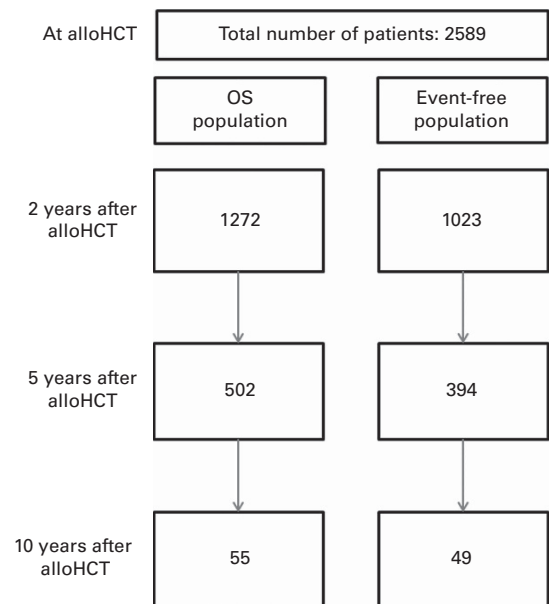 At alloHCT
Total number of patients: 2589
OS
population
Event-free
population
2 years after
alloHCT
1272
1023
5 years after
alloHCT
502
394
10 years after
alloHCT
55
49